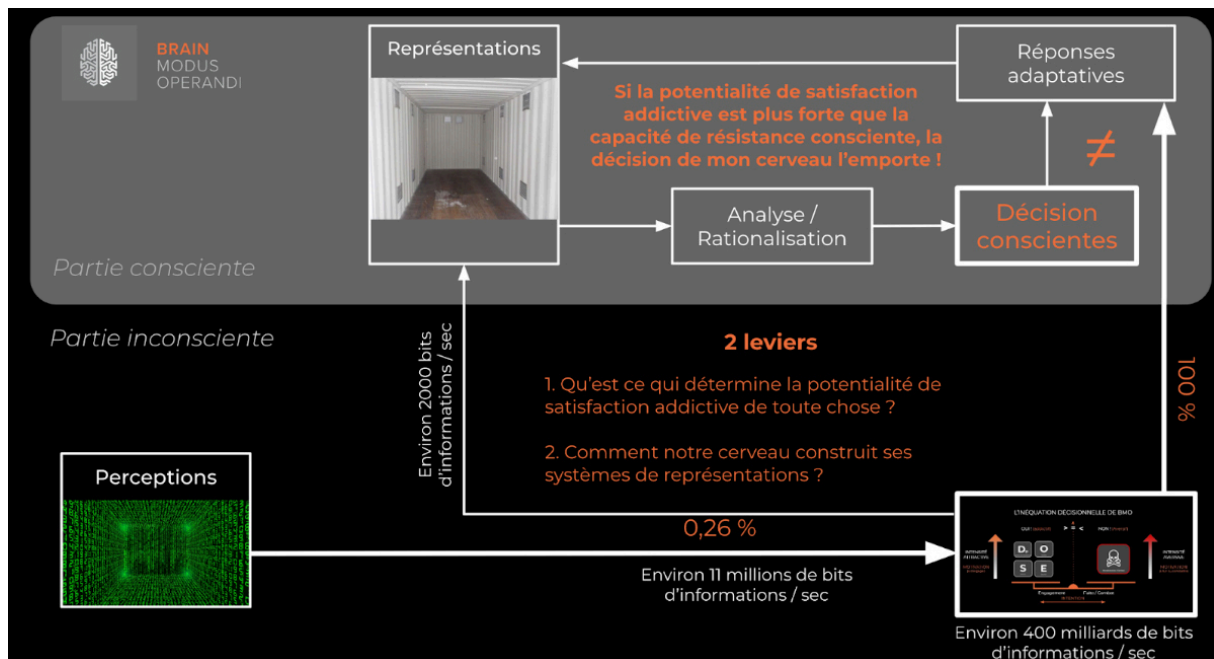 BRAIN
MODUS
OPERANDI
Représentations
Réponses
adaptatives
Si la potentialité de satisfaction
addictive est plus forte que la
capacité de résistance consciente, la
décision de mon cerveau l'emporte !
≠
Analyse /
Rationalisation
Décision
conscientes
Partie consciente
Partie inconsciente
Environ 2000 bits
d'informations / sec
2 leviers
1. Qu'est ce qui détermine la potentialité de
satisfaction addictive de toute chose ?
2. Comment notre cerveau construit ses
systèmes de représentations ?
100 %
Perceptions
0,26 %
Environ 11 millions de bits
d'informations / sec
L'INÉQUATION DÉCISIONNELLE DE BMO
D. O
S E
Engagement
Environ 400 milliards de bits
d'informations / sec